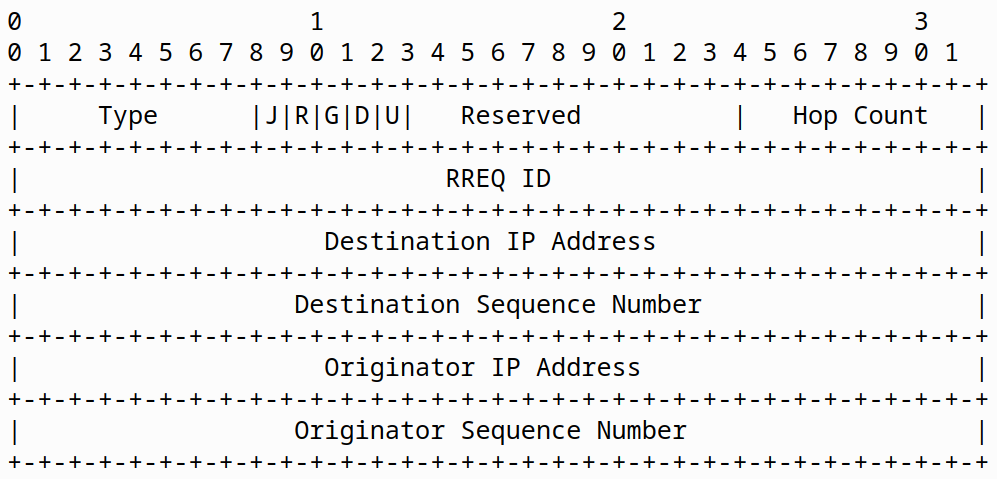 0                   1                   2                   3
0 1 2 3 4 5 6 7 8 9 0 1 2 3 4 5 6 7 8 9 0 1 2 3 4 5 6 7 8 9 0 1
+-+-+-+-+-+-+-+-+-+-+-+-+-+-+-+-+-+-+-+-+-+-+-+-+-+-+-+-+-+-+-+-+
|     Type      |J|R|G|D|U|   Reserved          |   Hop Count   |
+-+-+-+-+-+-+-+-+-+-+-+-+-+-+-+-+-+-+-+-+-+-+-+-+-+-+-+-+-+-+-+-+
|                            RREQ ID                            |
+-+-+-+-+-+-+-+-+-+-+-+-+-+-+-+-+-+-+-+-+-+-+-+-+-+-+-+-+-+-+-+-+
|                    Destination IP Address                     |
+-+-+-+-+-+-+-+-+-+-+-+-+-+-+-+-+-+-+-+-+-+-+-+-+-+-+-+-+-+-+-+-+
|                  Destination Sequence Number                  |
+-+-+-+-+-+-+-+-+-+-+-+-+-+-+-+-+-+-+-+-+-+-+-+-+-+-+-+-+-+-+-+-+
|                    Originator IP Address                      |
+-+-+-+-+-+-+-+-+-+-+-+-+-+-+-+-+-+-+-+-+-+-+-+-+-+-+-+-+-+-+-+-+
|                  Originator Sequence Number                   |
+-+-+-+-+-+-+-+-+-+-+-+-+-+-+-+-+-+-+-+-+-+-+-+-+-+-+-+-+-+-+-+-+